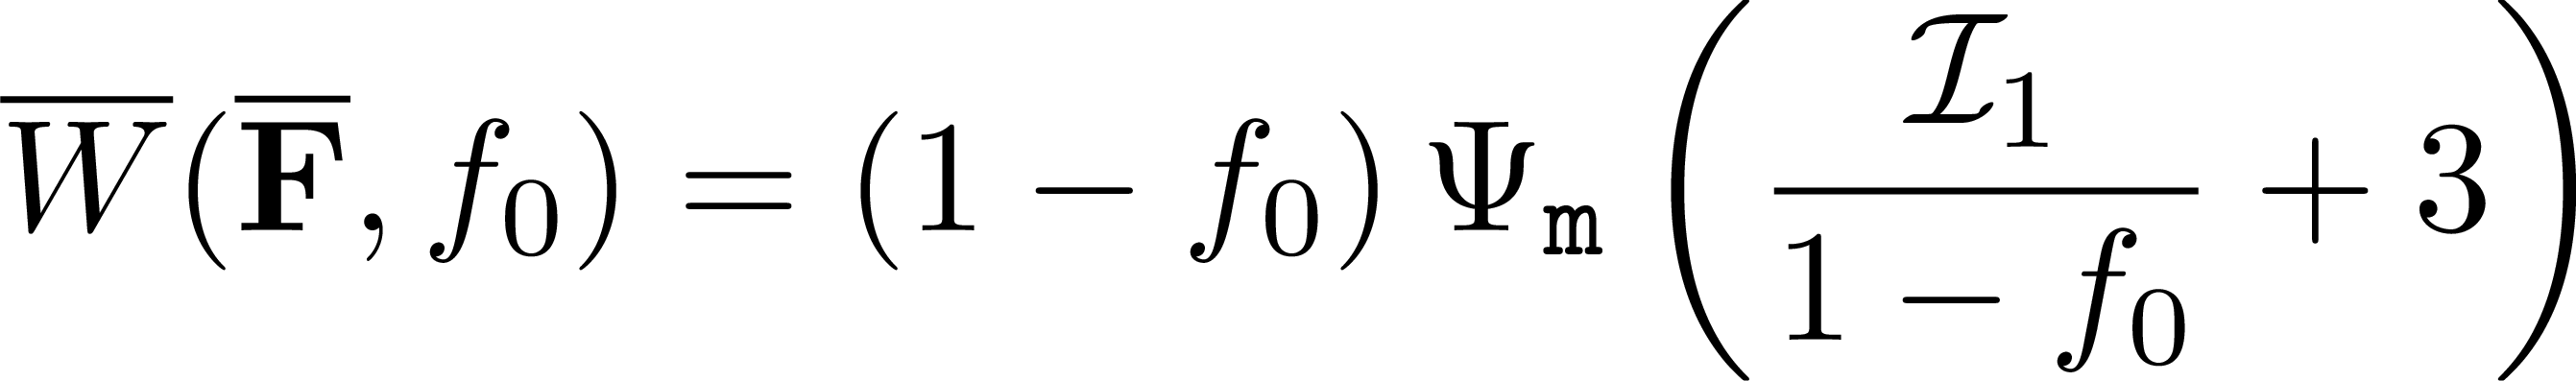 $\overline{W}(\overline{\mathbf{F}}, f_0) = (1 - f_0)\,\Psi_{\mathtt{m}}\left(\frac{\mathcal{I}_1}{1 - f_0} + 3\right)$